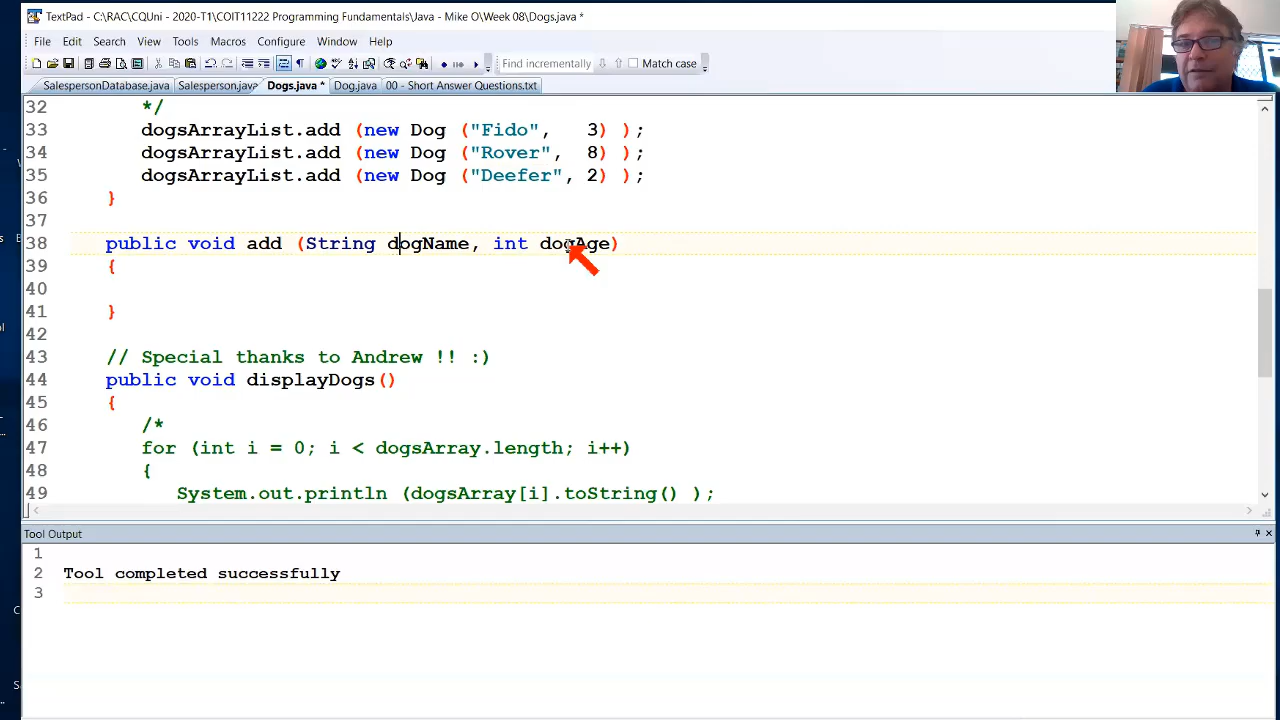 TextPad - C:\RAC\CQUni - 2020-T1\COIT11222 Programming Fundamentals\Java - Mike O\Week 08\Dogs.java *
File Edit Search View Tools Macros Configure Window Help
Find incrementally Match case
SalespersonDatabase.java Salesperson.java Dogs.java * Dog.java 00 - Short Answer Questions.txt
32 */
33 dogsArrayList.add (new Dog ("Fido", 3) );
34 dogsArrayList.add (new Dog ("Rover", 8) );
35 dogsArrayList.add (new Dog ("Deefer", 2) );
36 }
37
38 public void add (String dogName, int dogAge)
39 {
40
41 }
42
43 // Special thanks to Andrew !! :)
44 public void displayDogs()
45 {
46 /*
47 for (int i = 0; i < dogsArray.length; i++)
48 {
49 System.out.println (dogsArray[i].toString() );
Tool Output
1
2 Tool completed successfully
3